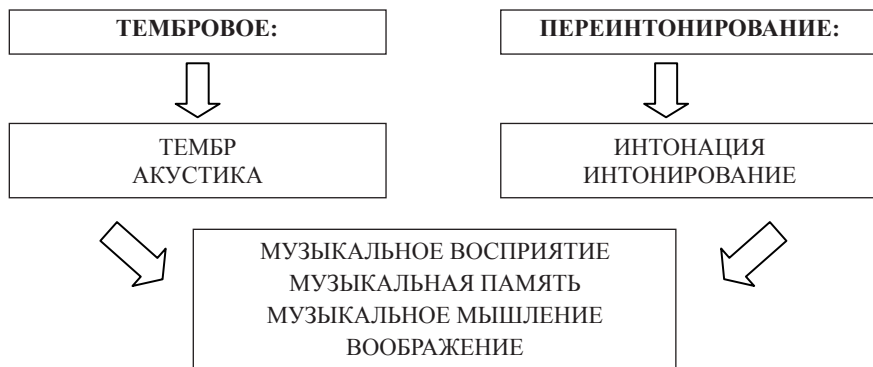 ТЕМБРОВОЕ:
ПЕРЕИНТОНИРОВАНИЕ:
ТЕМБР
АКУСТИКА
ИНТОНАЦИЯ
ИНТОНИРОВАНИЕ
МУЗЫКАЛЬНОЕ ВОСПРИЯТИЕ
МУЗЫКАЛЬНАЯ ПАМЯТЬ
МУЗЫКАЛЬНОЕ МЫШЛЕНИЕ
ВООБРАЖЕНИЕ